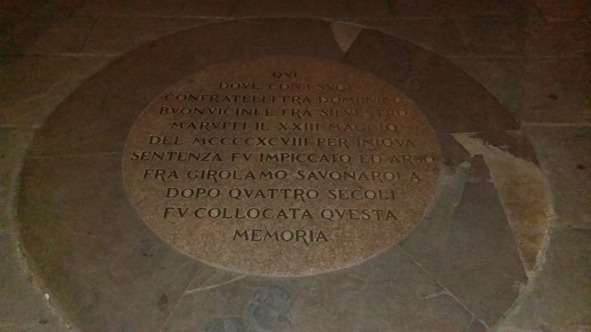 QVI
DOVE CON I SVOI
CONFRATELLI FRA DOMENICO
BVONVICINI E FRA SILVESTRO
MARVFFI IL XXIII MAGGIO
DEL MCCCCXCVIII PER INIQVA
SENTENZA FV IMPICCATO ED ARSO
FRA GIROLAMO SAVONAROLA
DOPO QVATTRO SECOLI
FV COLLOCATA QVESTA
MEMORIA